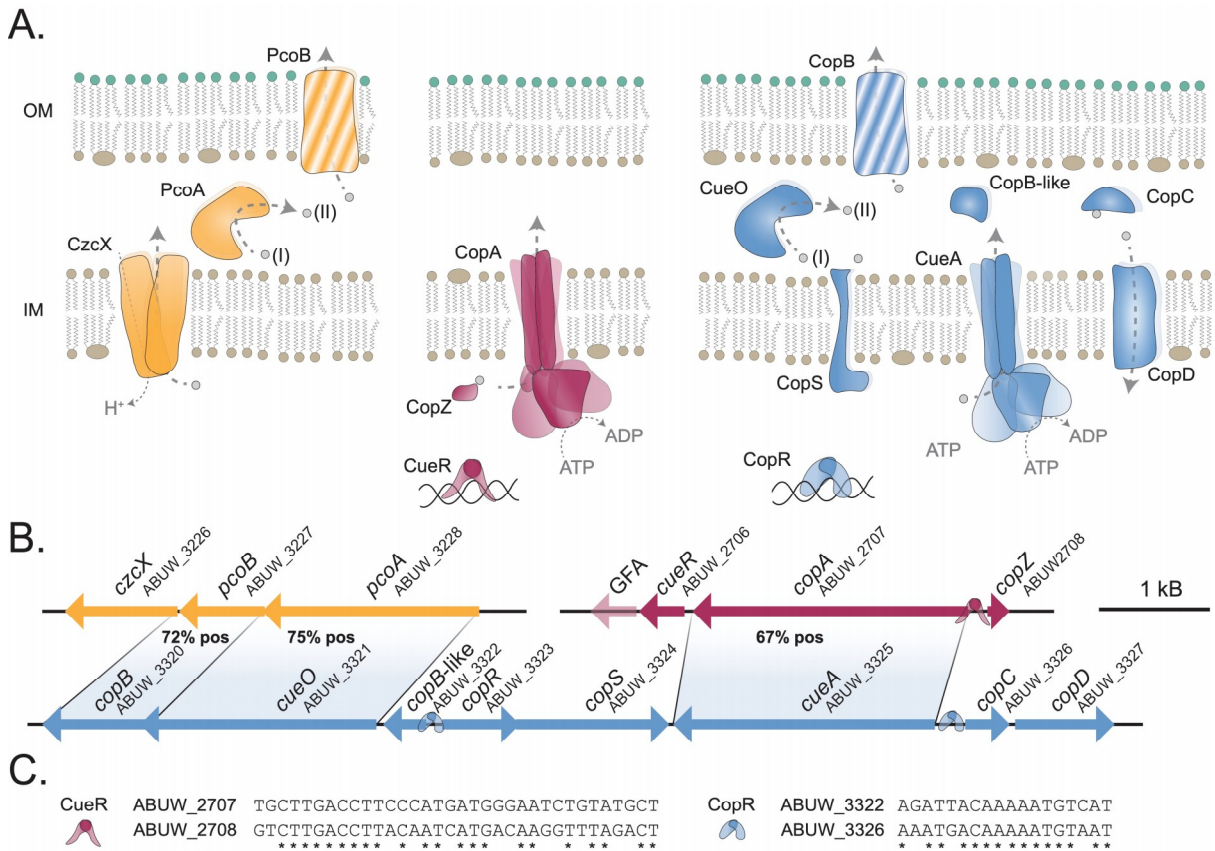 A.
PcoB
CopB
OM
PcoA
(II)
CueO
(II)
CopB-like
CopC
CzcX
(I)
CopA
(I)
CueA
IM
CopS
CopD
H+
CopZ
ADP
ATP
CueR
CopR
ATP
ADP
ATP
B.
czcX
ABUW_3226
pcoB
ABUW_3227
pcoA
ABUW_3228
GFA
cueR
ABUW_2706
copA
ABUW_2707
copZ
ABUW2708
1 kB
72% pos
75% pos
67% pos
copB
ABUW_3320
cueO
ABUW_3321
copB-like
ABUW_3322
copR
ABUW_3323
copS
ABUW_3324
cueA
ABUW_3325
copC
ABUW_3326
copD
ABUW_3327
C.
CueR ABUW_2707 TGCTTGACCTTCCCATGATGGGAATCTGTATGCT
ABUW_2708 GTCTTGACCTTACAATCATGACAAGGTTTAGACT
CopR ABUW_3322 AGATTACAAAAATGTCAT
ABUW_3326 AAATGACAAAAATGTAAT